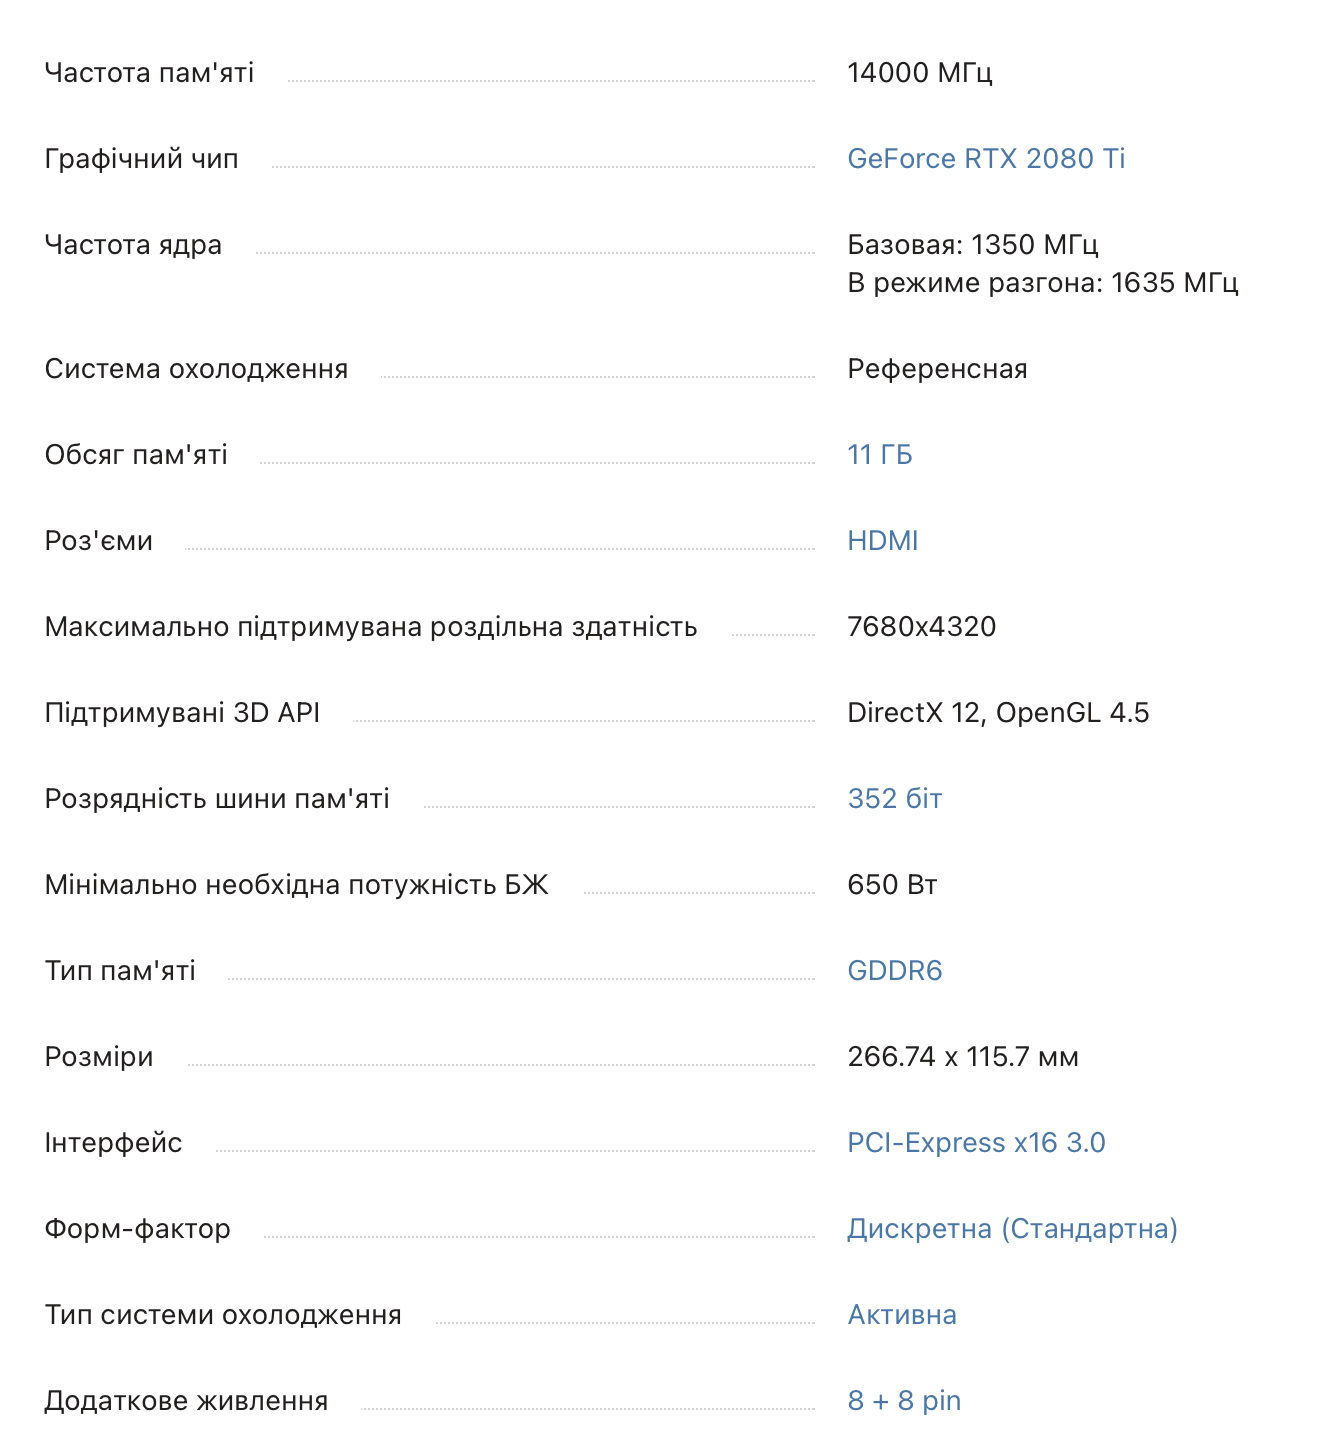 Частота пам'яті 14000 МГц
Графічний чип GeForce RTX 2080 Ti
Частота ядра Базовая: 1350 МГц
В режиме разгона: 1635 МГц
Система охолодження Референсная
Обсяг пам'яті 11 ГБ
Роз'єми HDMI
Максимально підтримувана роздільна здатність 7680x4320
Підтримувані 3D API DirectX 12, OpenGL 4.5
Розрядність шини пам'яті 352 біт
Мінімально необхідна потужність БЖ 650 Вт
Тип пам'яті GDDR6
Розміри 266.74 x 115.7 мм
Інтерфейс PCI-Express x16 3.0
Форм-фактор Дискретна (Стандартна)
Тип системи охолодження Активна
Додаткове живлення 8 + 8 pin